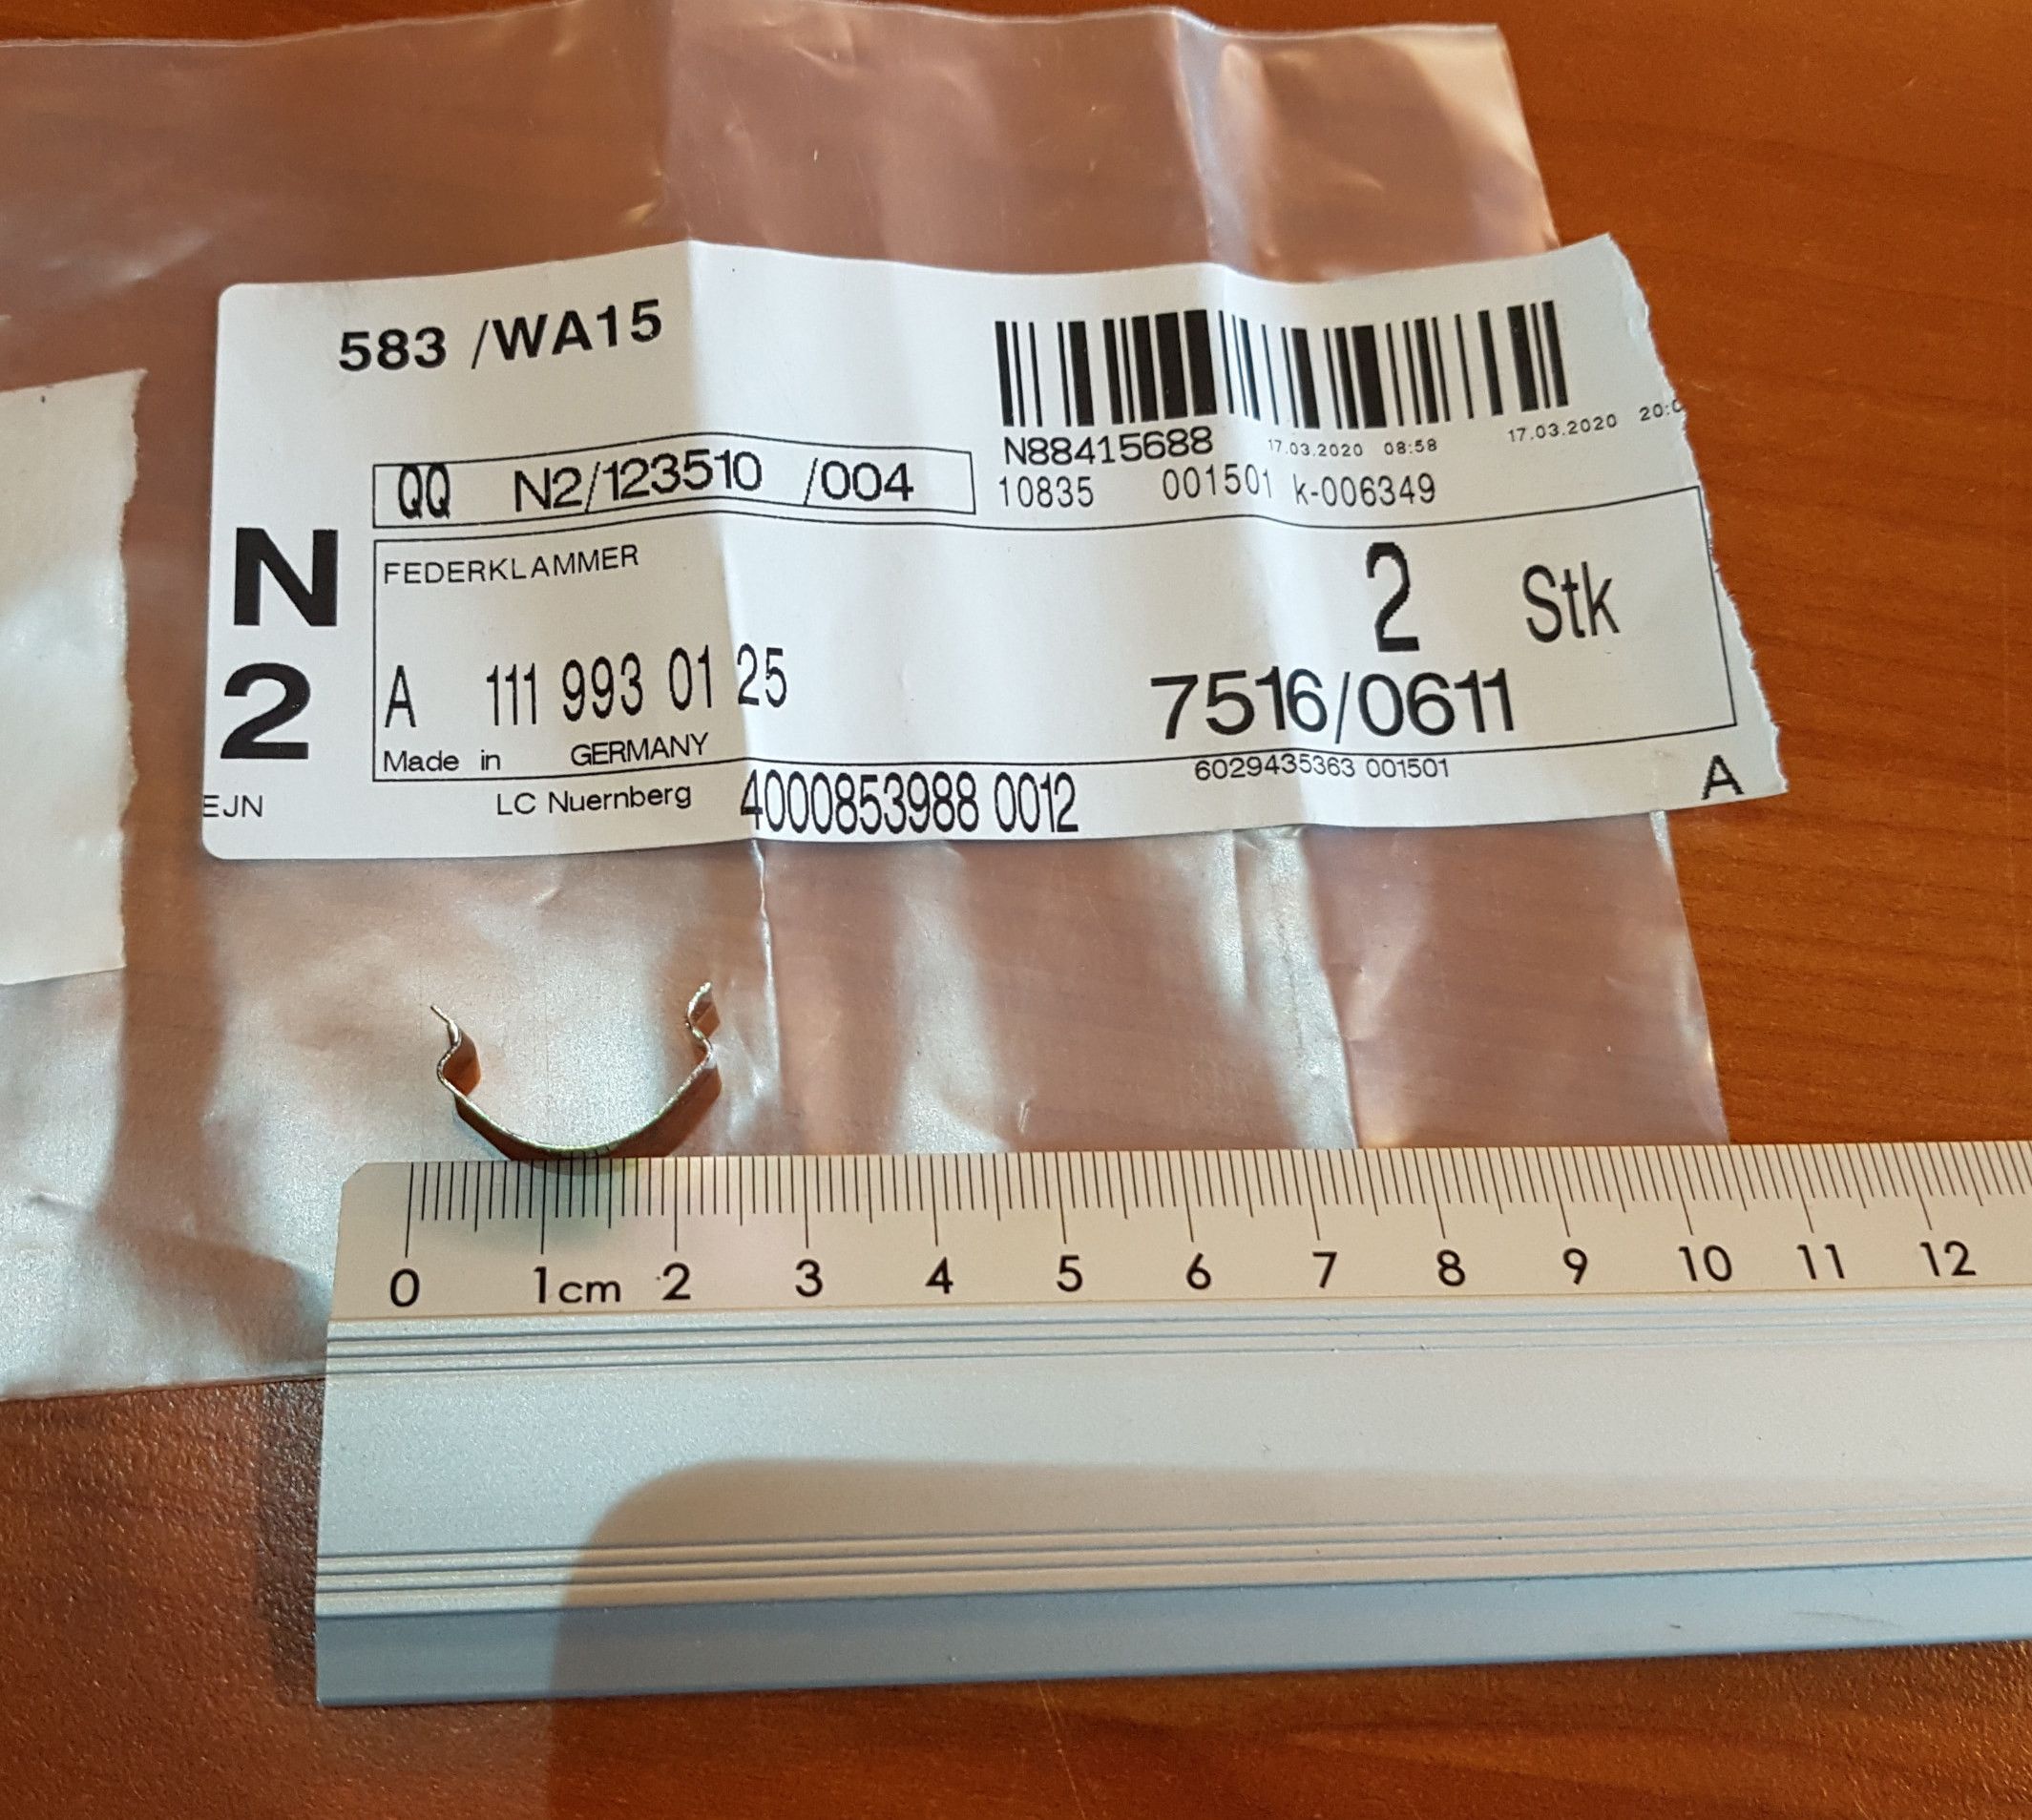 583 /WA15
N88415688 17.03.2020 08:58 17.03.2020
QQ N2/123510 /004
10835 001501 k-006349
N
2
FEDERKLAMMER
2 Stk
A 111 993 01 25
7516/0611
Made in GERMANY
6029435363 001501
EJN
LC Nuernberg 4000853988 0012
A
0 1cm 2 3 4 5 6 7 8 9 10 11 12